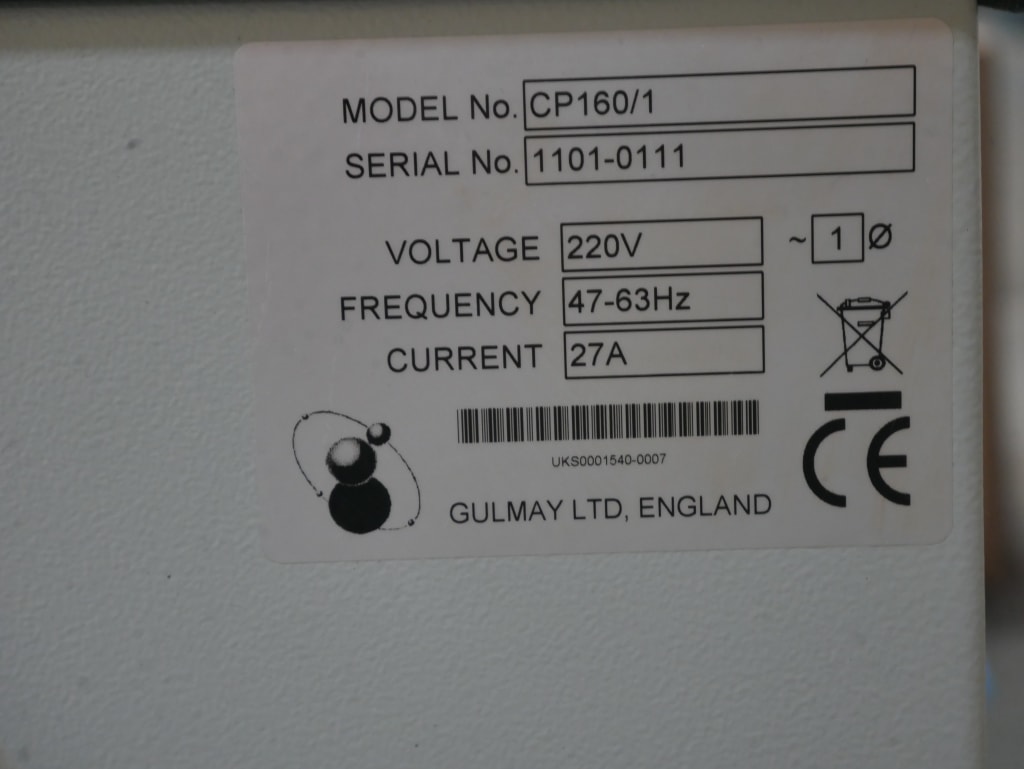 MODEL No. CP160/1
SERIAL No. 1101-0111
VOLTAGE 220V ~ 1 Ø
FREQUENCY 47-63Hz
CURRENT 27A
UKS0001540-0007
CE
GULMAY LTD, ENGLAND